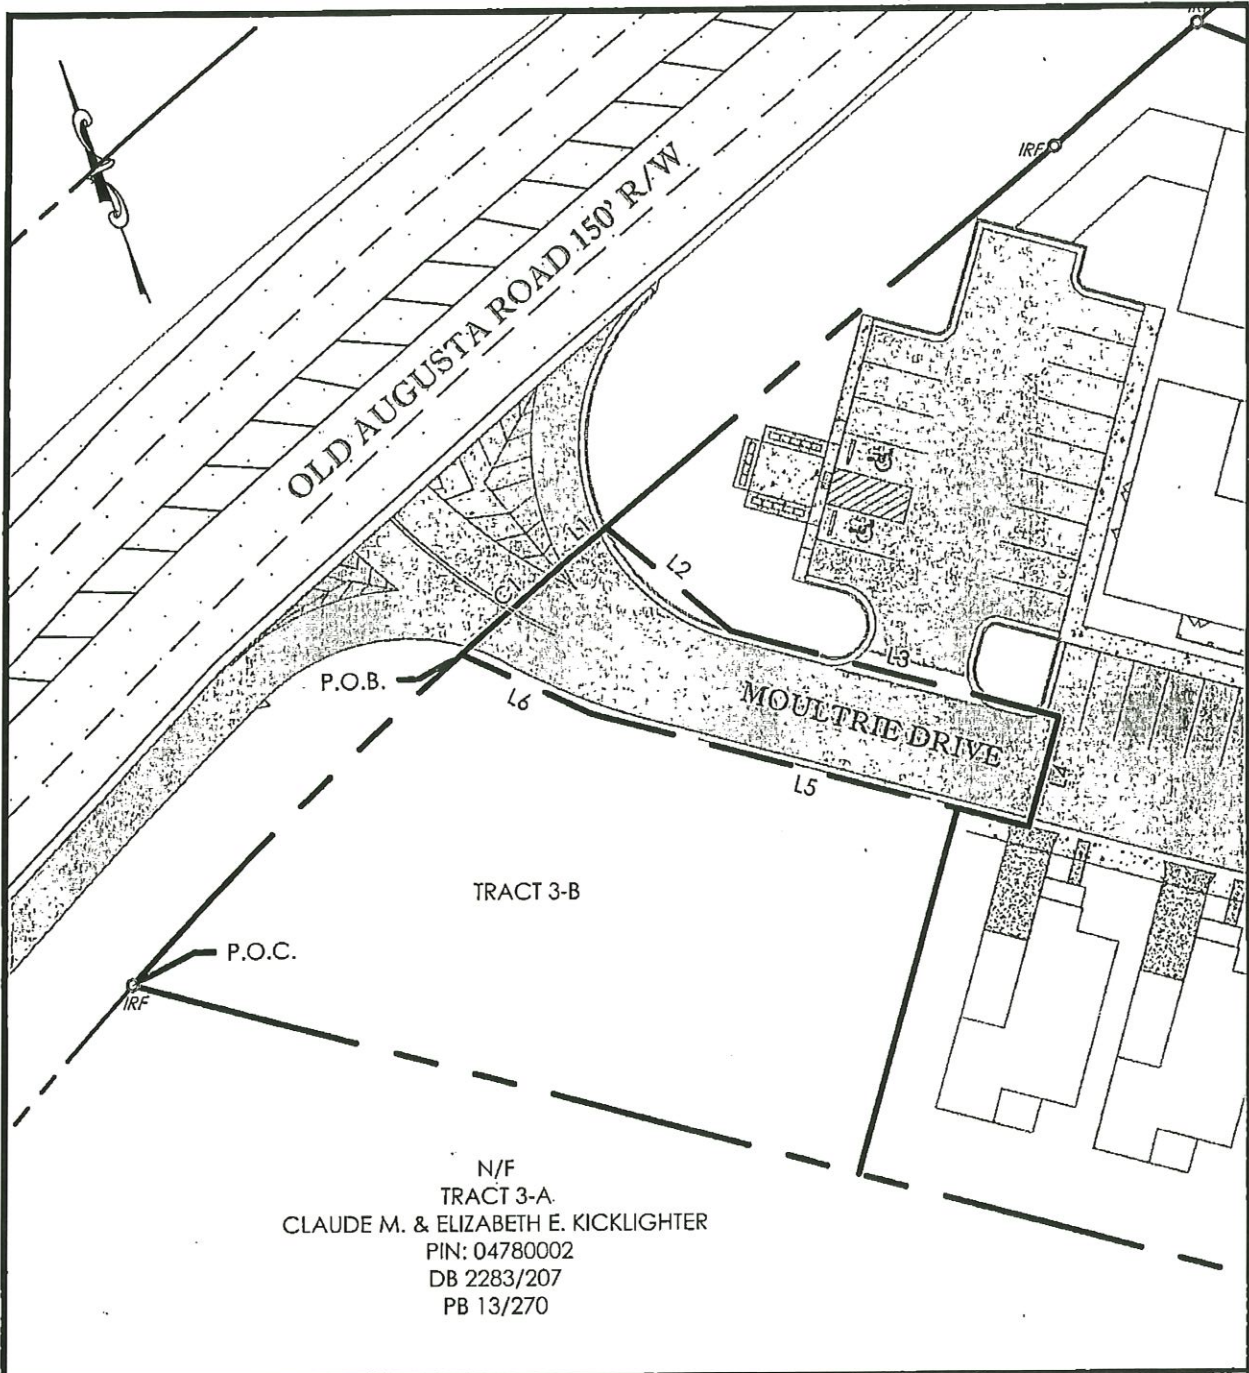 IRF
IRF
OLD AUGUSTA ROAD 150' R/W
L1
C1
L2
L3
MOULTRIE DRIVE
L4
P.O.B.
L6
L5
TRACT 3-B
P.O.C.
IRF
N/F
TRACT 3-A
CLAUDE M. & ELIZABETH E. KICKLIGHTER
PIN: 04780002
DB 2283/207
PB 13/270